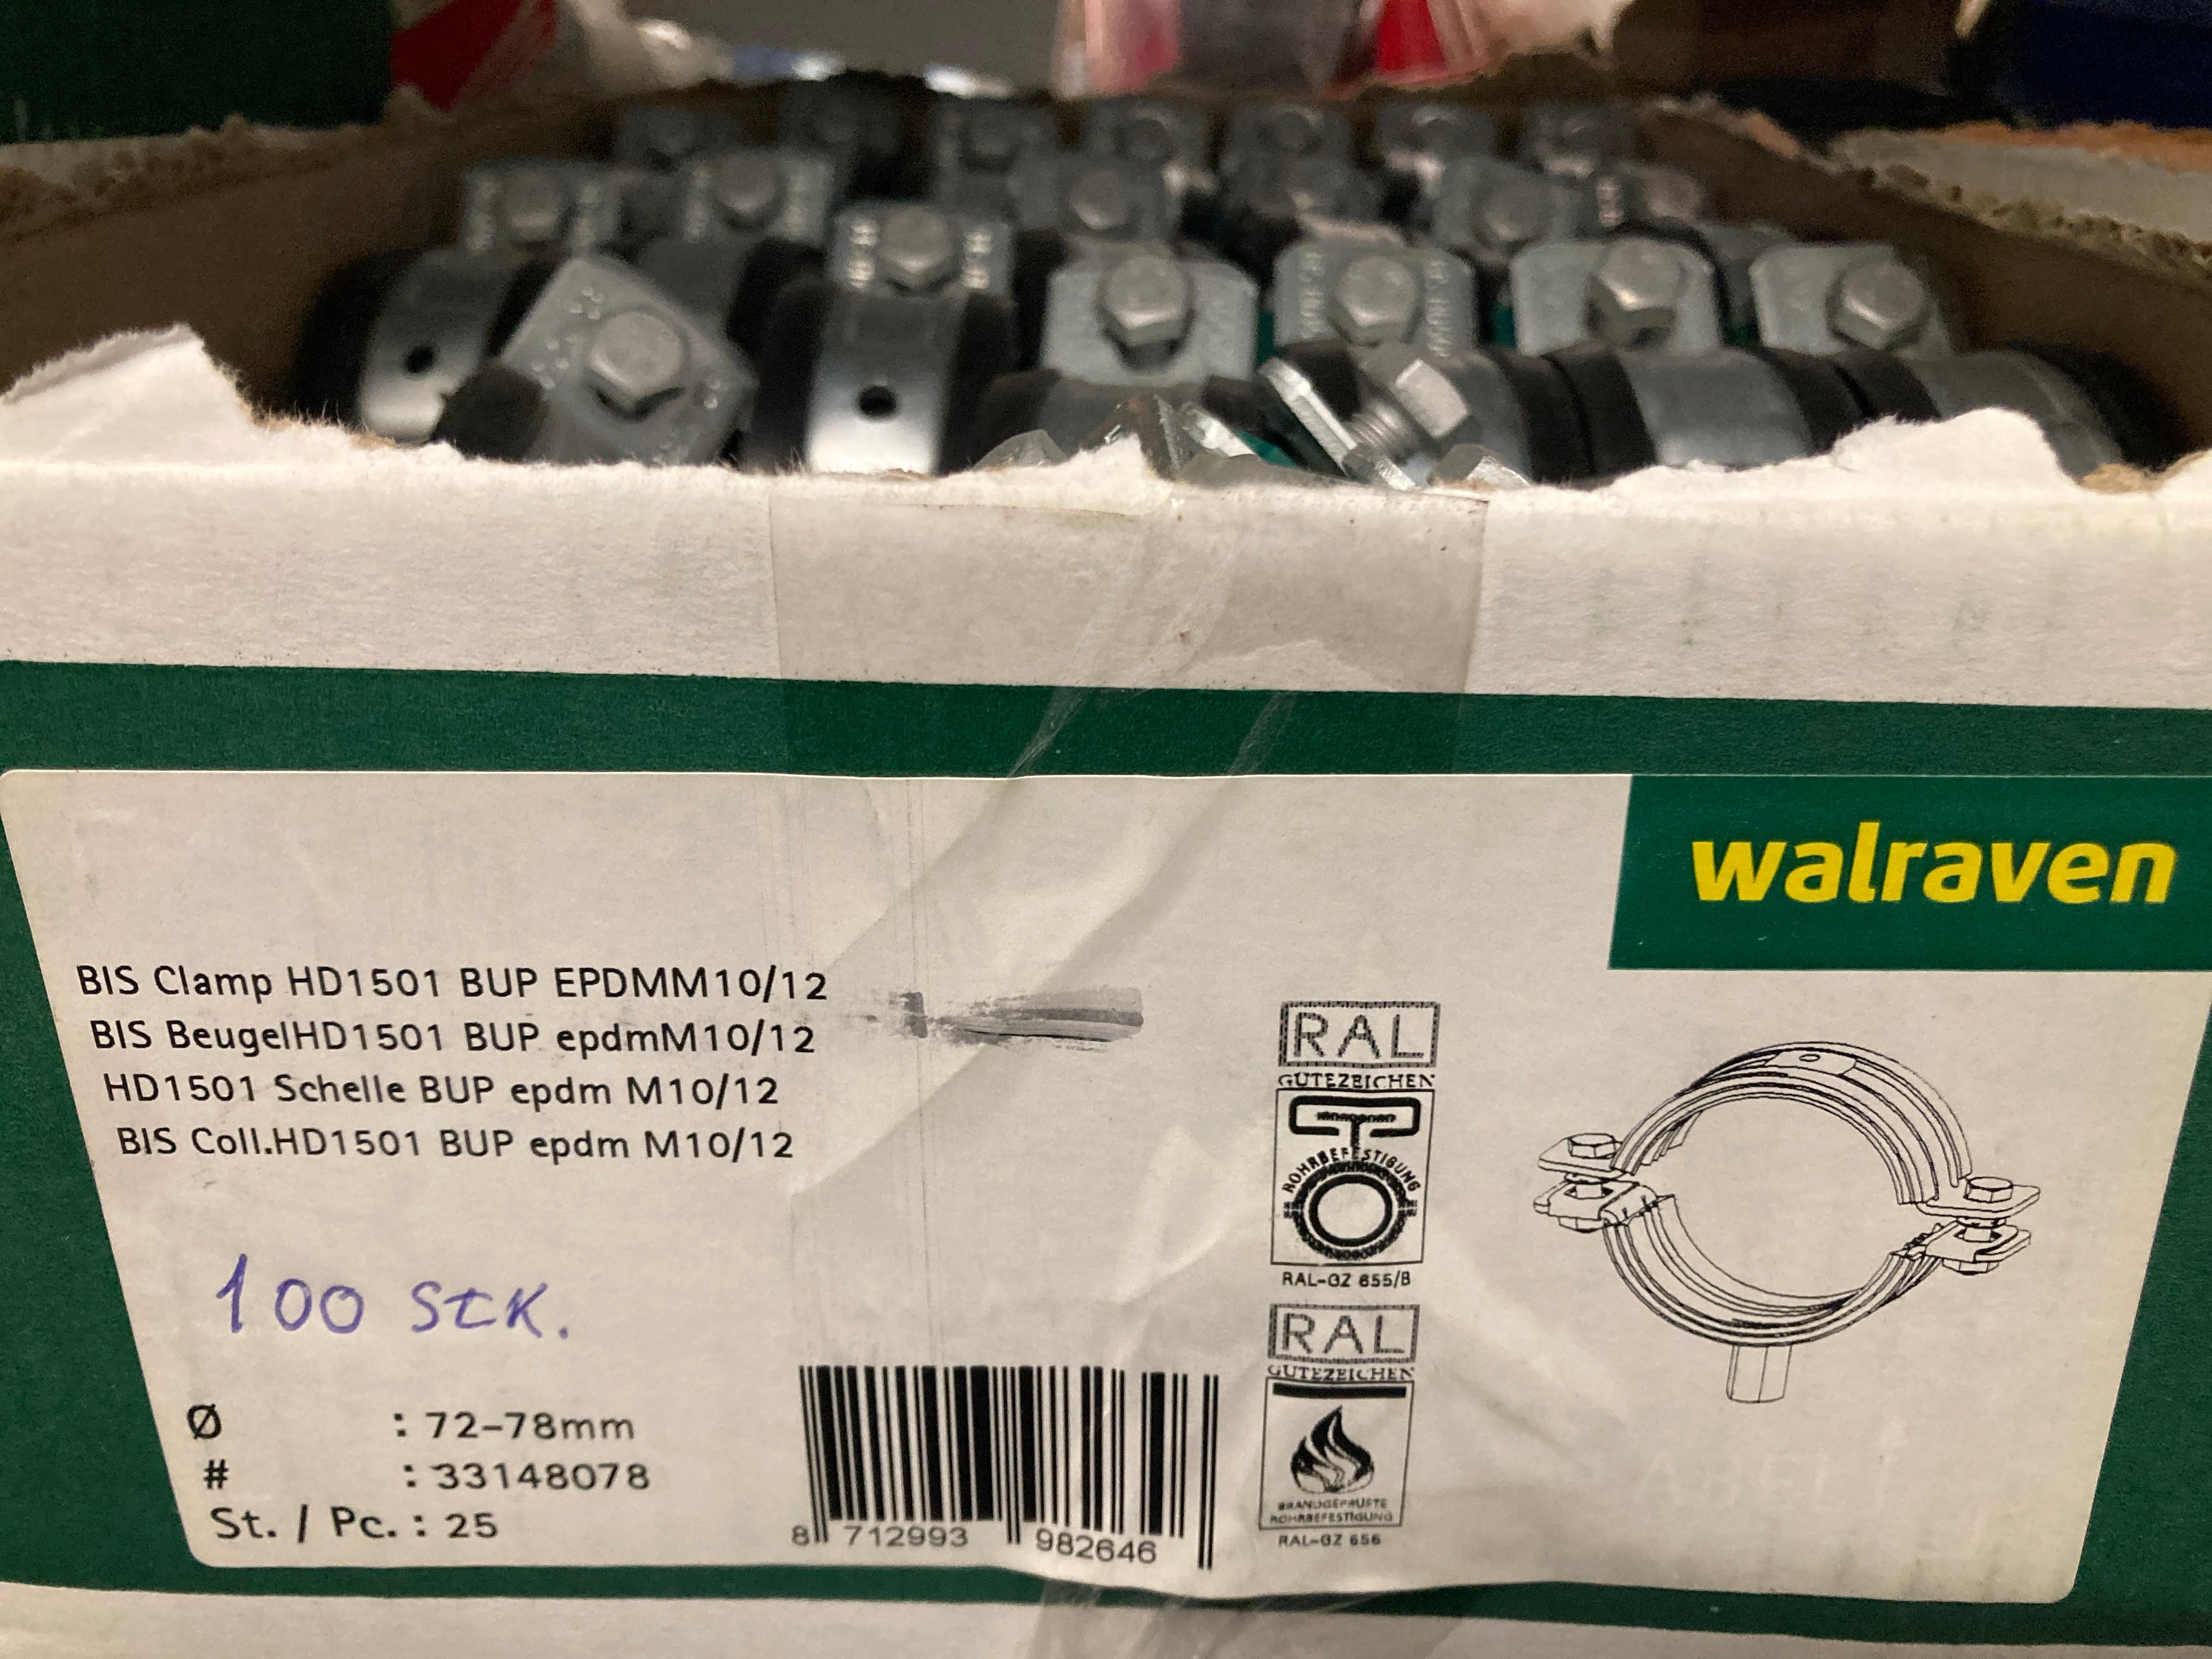 walraven
BIS Clamp HD1501 BUP EPDMM10/12
BIS BeugelHD1501 BUP epdmM10/12
HD1501 Schelle BUP epdm M10/12
BIS Coll.HD1501 BUP epdm M10/12
100 STK.
Ø : 72-78mm
# : 33148078
St. / Pc. : 25
8 712993 982646
RAL
GÜTEZEICHEN
ROHRBEFESTIGUNG
RAL-GZ 655/B
RAL
GÜTEZEICHEN
BRANDGEPRÜFTE
ROHRBEFESTIGUNG
RAL-GZ 656